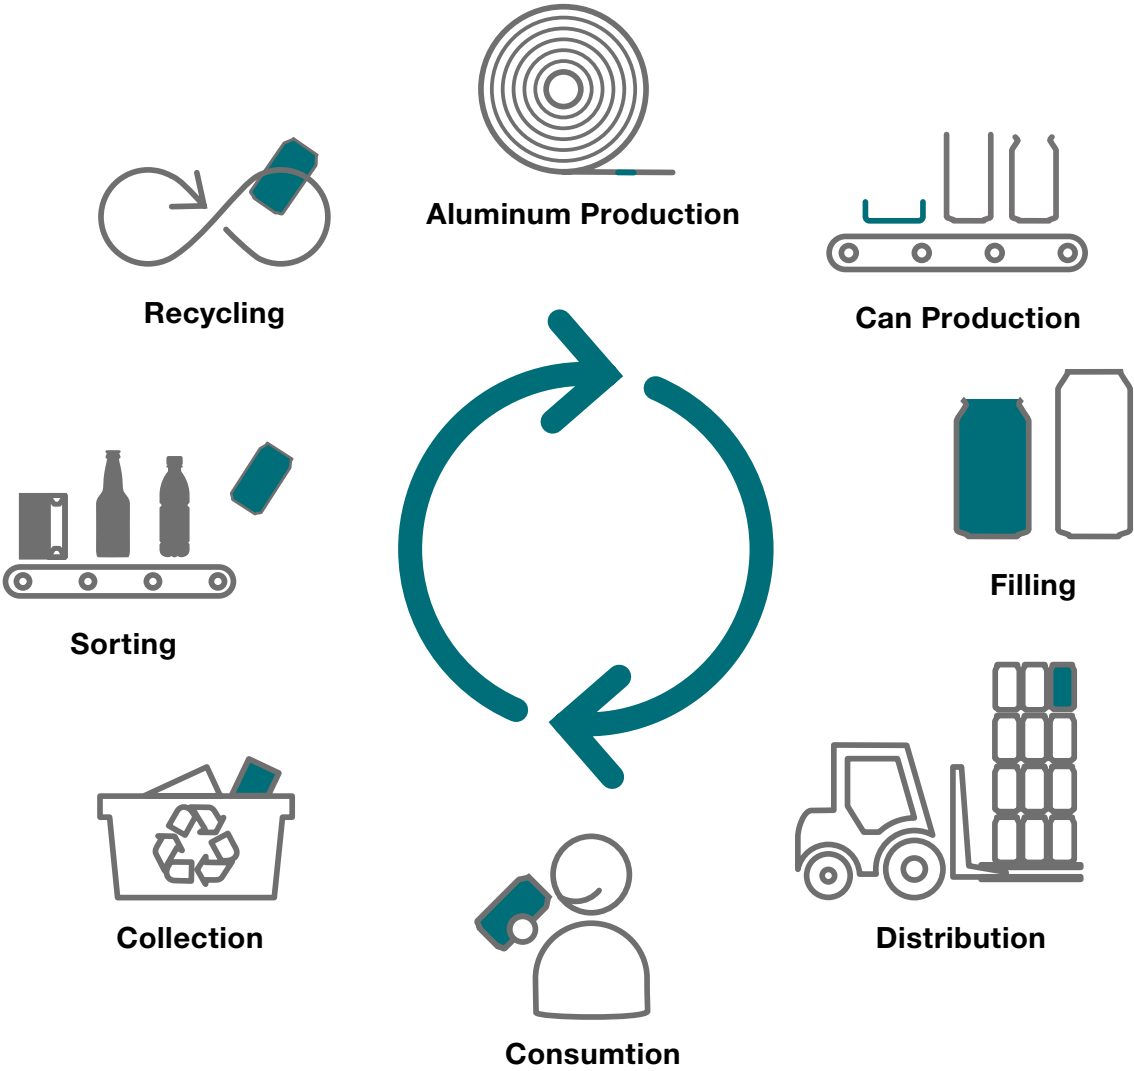 Aluminum Production
Can Production
Filling
Distribution
Consumtion
Collection
Sorting
Recycling